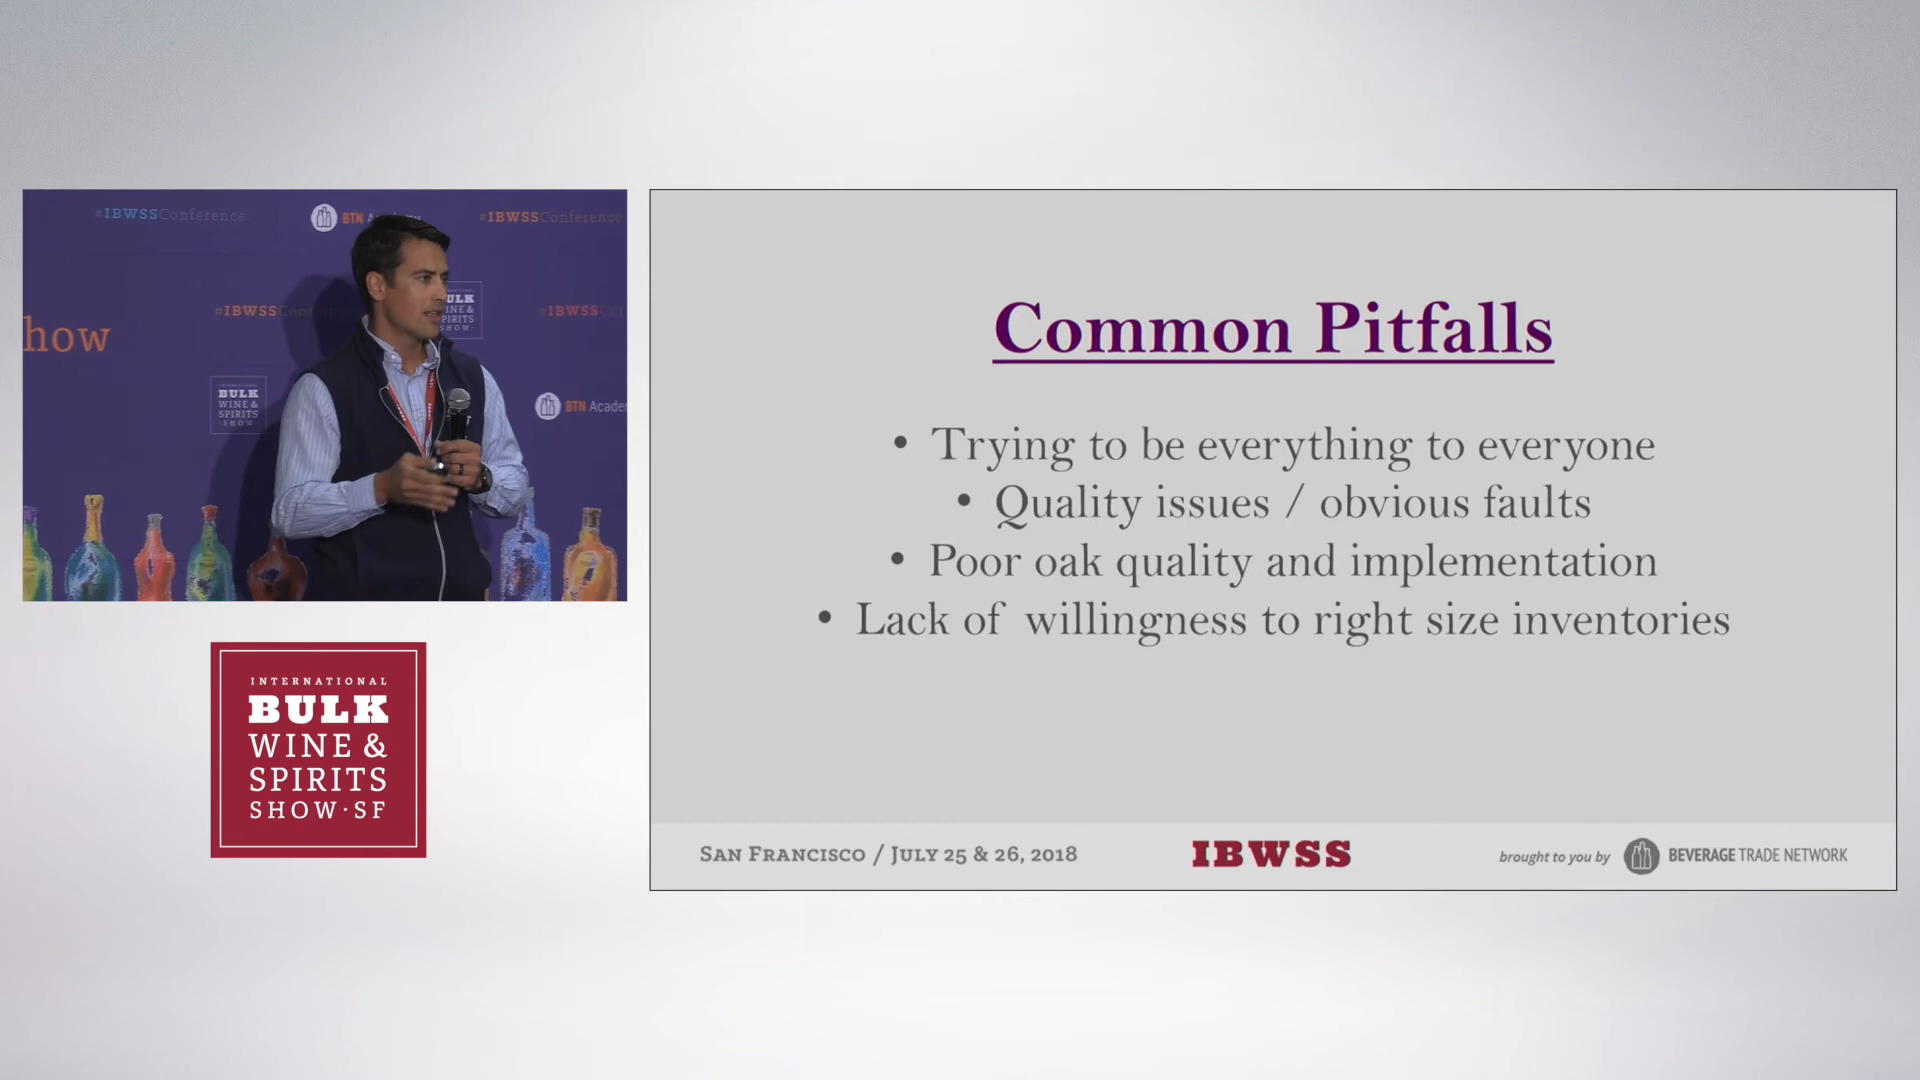 #IBWSSConference
BTN Academy
#IBWSSConference
how
#IBWSSConf
BULK
WINE &
SPIRITS
SHOW
#IBWSSCo
INTERNATIONAL
BULK
WINE &
SPIRITS
SHOW
BTN Acade
INTERNATIONAL
BULK
WINE &
SPIRITS
SHOW · SF
Common Pitfalls
• Trying to be everything to everyone
• Quality issues / obvious faults
• Poor oak quality and implementation
• Lack of willingness to right size inventories
SAN FRANCISCO / JULY 25 & 26, 2018
IBWSS
brought to you by BEVERAGE TRADE NETWORK